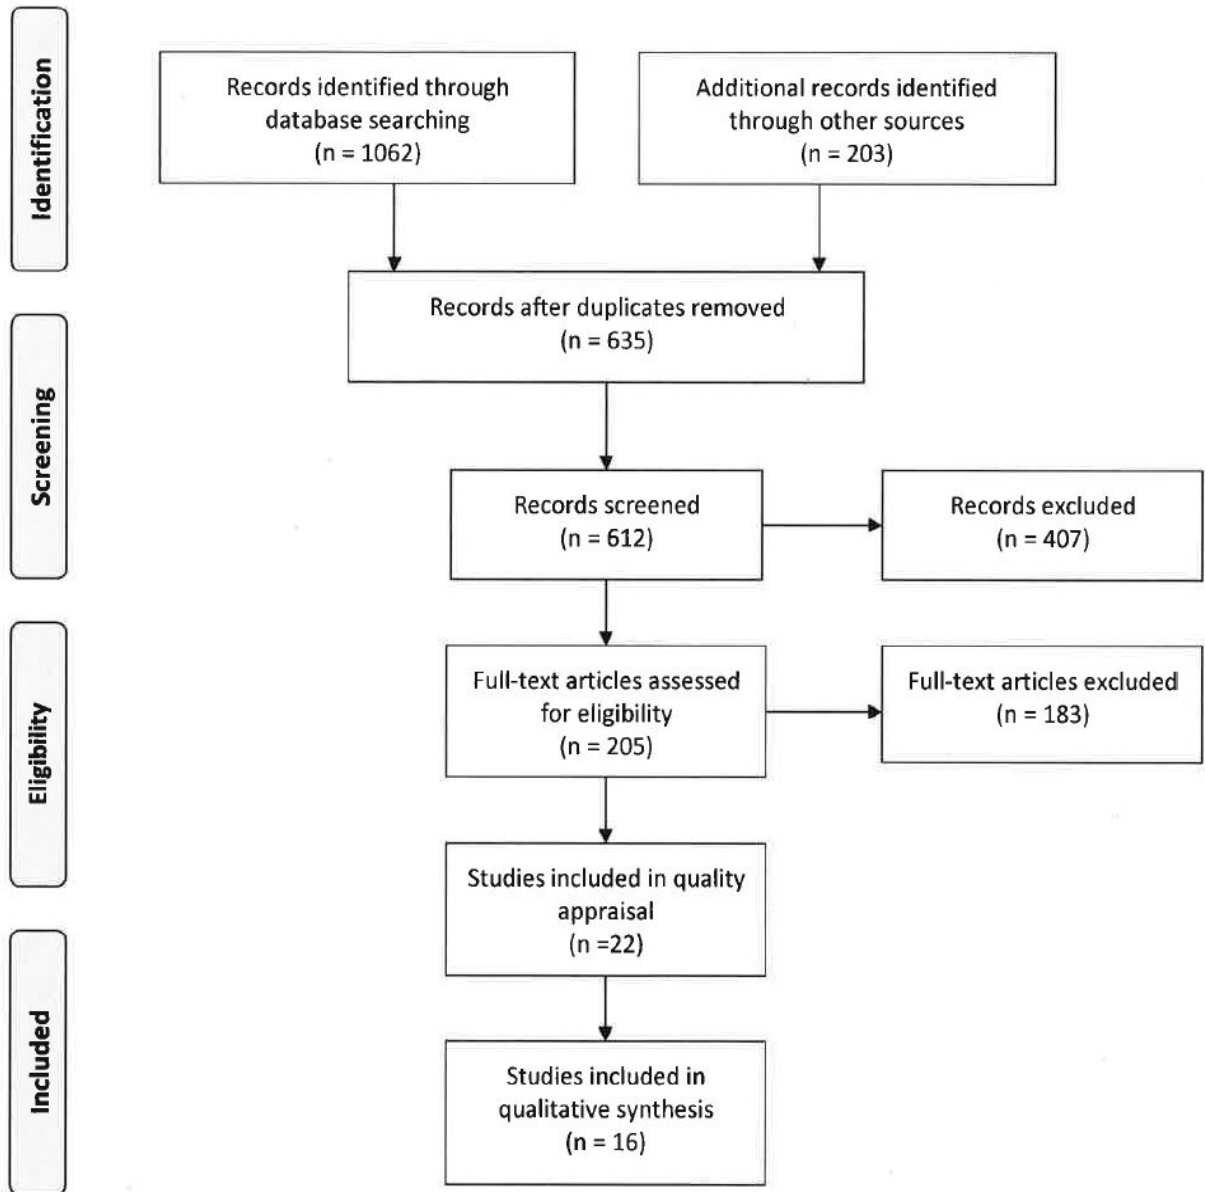 Identification
Records identified through
database searching
(n = 1062)
Additional records identified
through other sources
(n = 203)
Records after duplicates removed
(n = 635)
Screening
Records screened
(n = 612)
Records excluded
(n = 407)
Eligibility
Full-text articles assessed
for eligibility
(n = 205)
Full-text articles excluded
(n = 183)
Studies included in quality
appraisal
(n =22)
Included
Studies included in
qualitative synthesis
(n = 16)